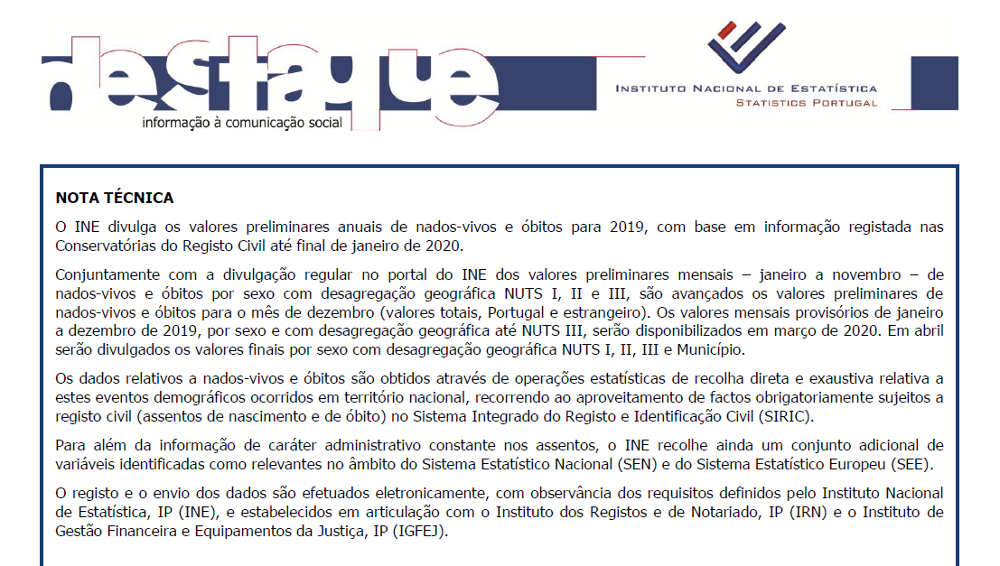 destaque
informação à comunicação social
INSTITUTO NACIONAL DE ESTATÍSTICA
STATISTICS PORTUGAL
NOTA TÉCNICA
O INE divulga os valores preliminares anuais de nados-vivos e óbitos para 2019, com base em informação registada nas
Conservatórias do Registo Civil até final de janeiro de 2020.
Conjuntamente com a divulgação regular no portal do INE dos valores preliminares mensais – janeiro a novembro – de
nados-vivos e óbitos por sexo com desagregação geográfica NUTS I, II e III, são avançados os valores preliminares de
nados-vivos e óbitos para o mês de dezembro (valores totais, Portugal e estrangeiro). Os valores mensais provisórios de janeiro
a dezembro de 2019, por sexo e com desagregação geográfica até NUTS III, serão disponibilizados em março de 2020. Em abril
serão divulgados os valores finais por sexo com desagregação geográfica NUTS I, II, III e Município.
Os dados relativos a nados-vivos e óbitos são obtidos através de operações estatísticas de recolha direta e exaustiva relativa a
estes eventos demográficos ocorridos em território nacional, recorrendo ao aproveitamento de factos obrigatoriamente sujeitos a
registo civil (assentos de nascimento e de óbito) no Sistema Integrado do Registo e Identificação Civil (SIRIC).
Para além da informação de caráter administrativo constante nos assentos, o INE recolhe ainda um conjunto adicional de
variáveis identificadas como relevantes no âmbito do Sistema Estatístico Nacional (SEN) e do Sistema Estatístico Europeu (SEE).
O registo e o envio dos dados são efetuados eletronicamente, com observância dos requisitos definidos pelo Instituto Nacional
de Estatística, IP (INE), e estabelecidos em articulação com o Instituto dos Registos e de Notariado, IP (IRN) e o Instituto de
Gestão Financeira e Equipamentos da Justiça, IP (IGFEJ).